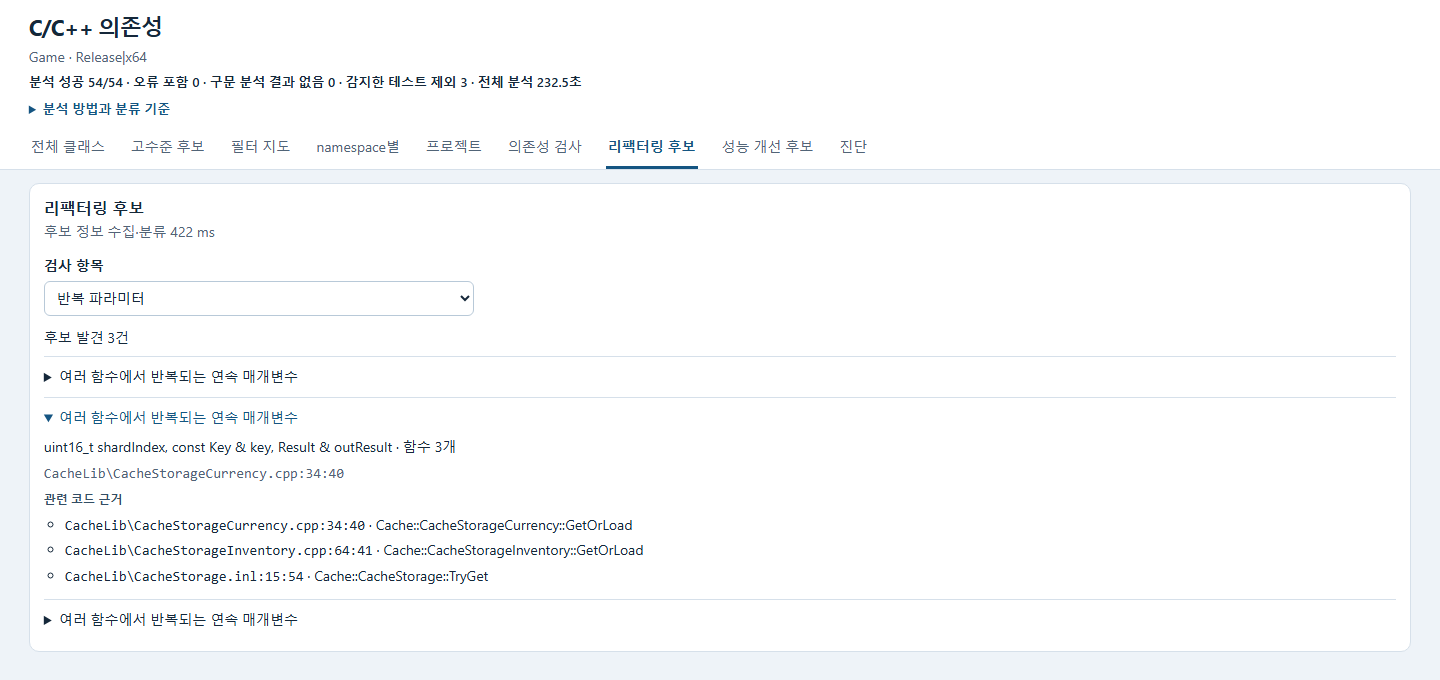 C/C++ 의존성
Game · Release|x64
분석 성공 54/54 · 오류 포함 0 · 구문 분석 결과 없음 0 · 감지한 테스트 제외 3 · 전체 분석 232.5초
▶ 분석 방법과 분류 기준
전체 클래스 고수준 후보 필터 지도 namespace별 프로젝트 의존성 검사 리팩터링 후보 성능 개선 후보 진단
리팩터링 후보
후보 정보 수집·분류 422 ms
검사 항목
반복 파라미터
후보 발견 3건
▶ 여러 함수에서 반복되는 연속 매개변수
▼ 여러 함수에서 반복되는 연속 매개변수
uint16_t shardIndex, const Key & key, Result & outResult · 함수 3개
CacheLib\CacheStorageCurrency.cpp:34:40
관련 코드 근거
CacheLib\CacheStorageCurrency.cpp:34:40 · Cache::CacheStorageCurrency::GetOrLoad
CacheLib\CacheStorageInventory.cpp:64:41 · Cache::CacheStorageInventory::GetOrLoad
CacheLib\CacheStorage.inl:15:54 · Cache::CacheStorage::TryGet
▶ 여러 함수에서 반복되는 연속 매개변수